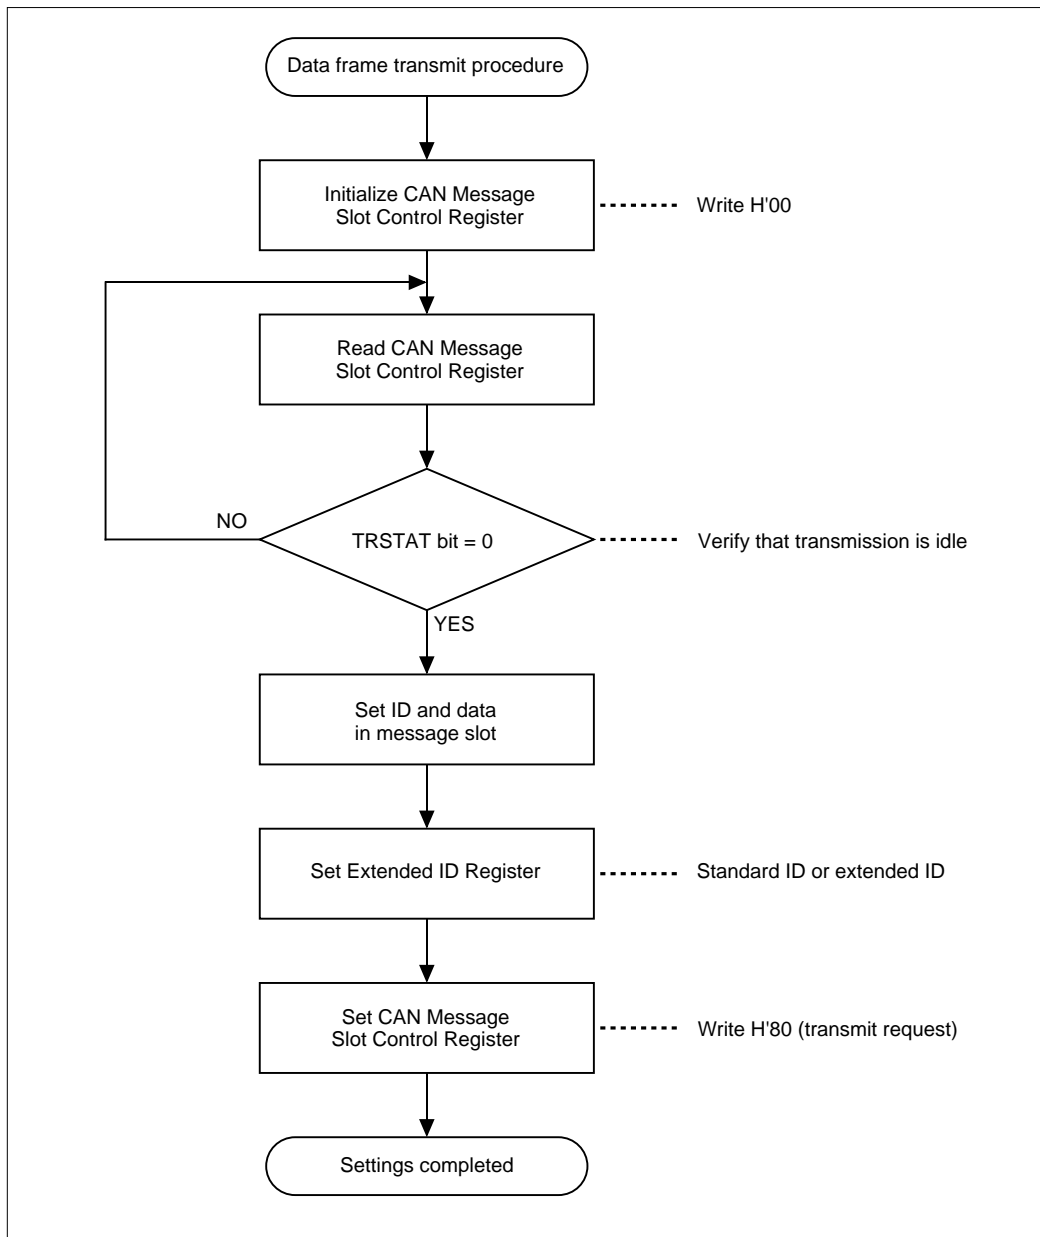 Data frame transmit procedure
Initialize CAN Message
Slot Control Register
Write H'00
Read CAN Message
Slot Control Register
NO
TRSTAT bit = 0
Verify that transmission is idle
YES
Set ID and data
in message slot
Set Extended ID Register
Standard ID or extended ID
Set CAN Message
Slot Control Register
Write H'80 (transmit request)
Settings completed